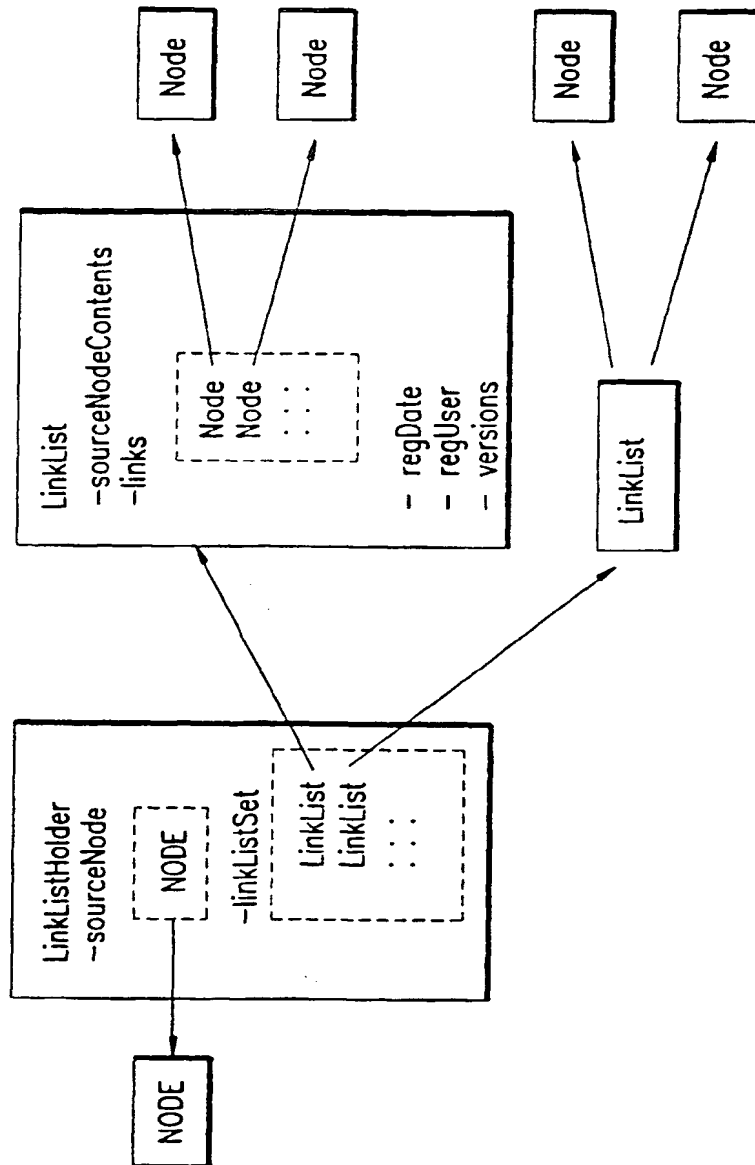 NODE
LinkListHolder
-sourceNode
NODE
-linkListSet
LinkList
LinkList
. . .
LinkList
-sourceNodeContents
-links
Node
Node
. . .
- regDate
- regUser
- versions
LinkList
Node
Node
Node
Node